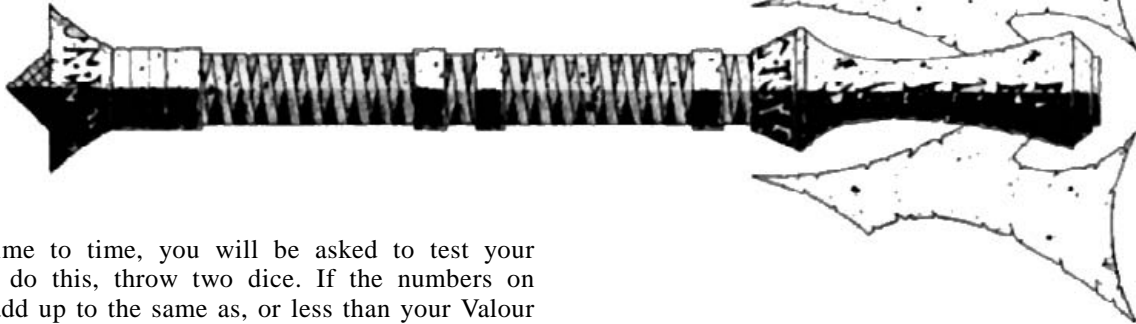 me to time, you will be asked to test your
do this, throw two dice. If the numbers on
add up to the same as, or less than your Valour